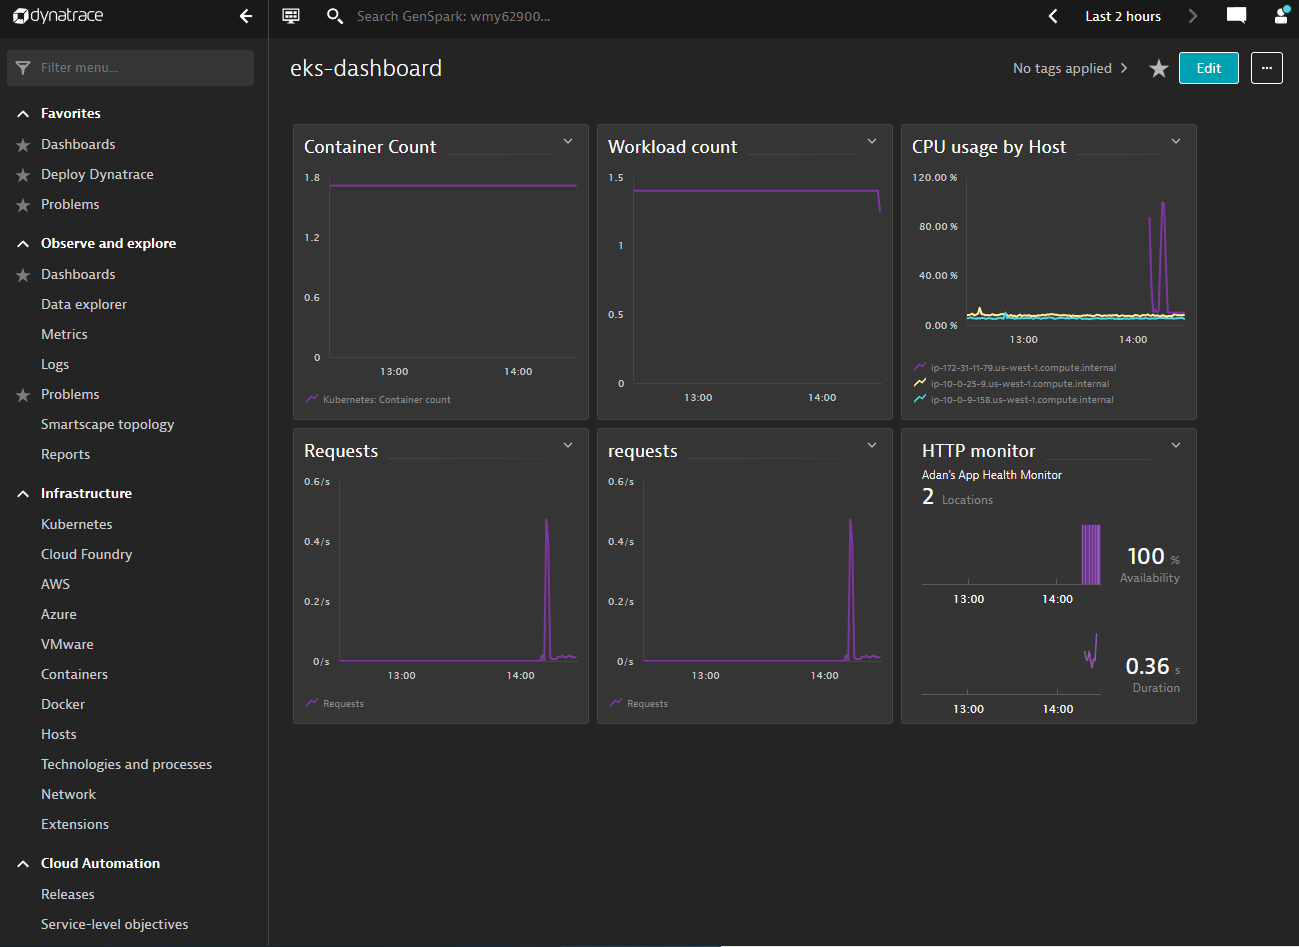 dynatrace
Search GenSpark: wmy62900...
Last 2 hours
Filter menu...
Favorites
Dashboards
Deploy Dynatrace
Problems
Observe and explore
Dashboards
Data explorer
Metrics
Logs
Problems
Smartscape topology
Reports
Infrastructure
Kubernetes
Cloud Foundry
AWS
Azure
VMware
Containers
Docker
Hosts
Technologies and processes
Network
Extensions
Cloud Automation
Releases
Service-level objectives
eks-dashboard
No tags applied
Edit
Container Count
1.8
1.2
0.6
0
13:00 14:00
Kubernetes: Container count
Workload count
1.5
1
0.5
0
13:00 14:00
CPU usage by Host
120.00 %
80.00 %
40.00 %
0.00 %
13:00 14:00
ip-172-31-11-79.us-west-1.compute.internal
ip-10-0-25-9.us-west-1.compute.internal
ip-10-0-9-158.us-west-1.compute.internal
Requests
0.6/s
0.4/s
0.2/s
0/s
13:00 14:00
Requests
requests
0.6/s
0.4/s
0.2/s
0/s
13:00 14:00
Requests
HTTP monitor
Adan's App Health Monitor
2 Locations
100 %
Availability
13:00 14:00
0.36 s
Duration
13:00 14:00